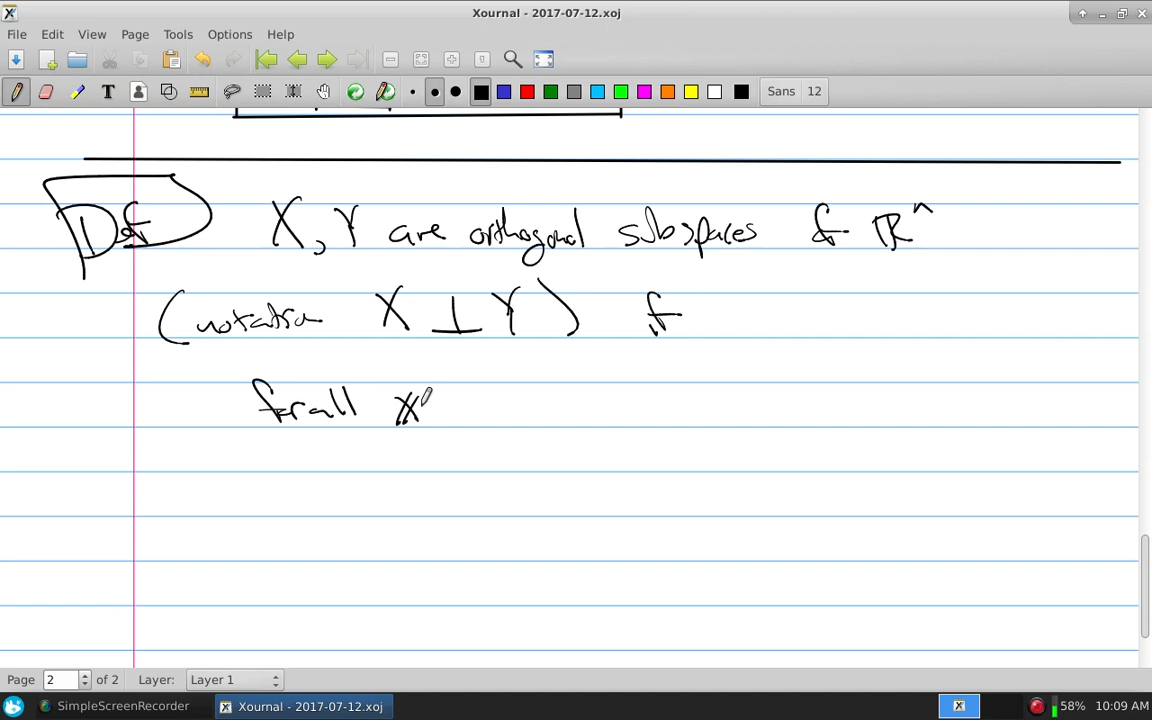 Xournal - 2017-07-12.xoj
File Edit View Page Tools Options Help
Sans 12
Def X, Y are orthogonal subspaces of ℝⁿ
(notation X ⊥ Y) if
forall x
Page 2 of 2 Layer: Layer 1
SimpleScreenRecorder Xournal - 2017-07-12.xoj 58% 10:09 AM